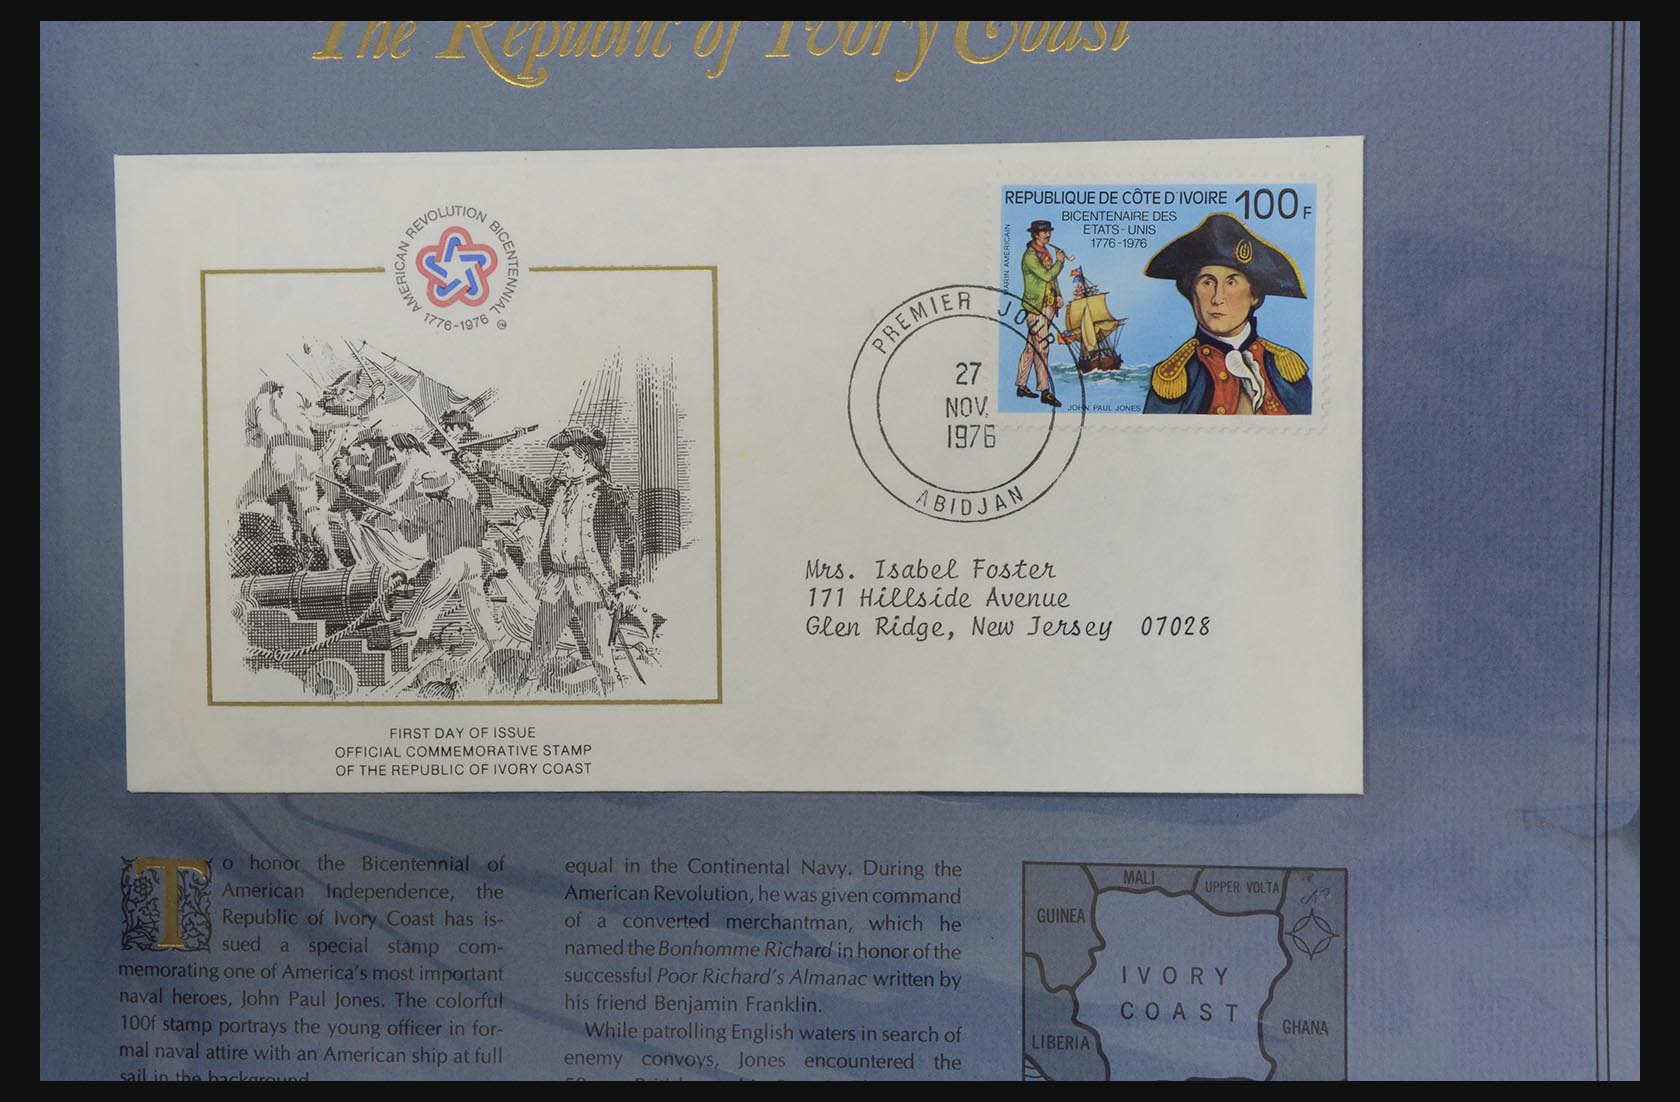 The Republic of Ivory Coast
AMERICAN REVOLUTION BICENTENNIAL
1776-1976
REPUBLIQUE DE CÔTE D'IVOIRE 100F
BICENTENAIRE DES
ETATS-UNIS
1776-1976
MARIN AMERICAIN
JOHN PAUL JONES
PREMIER JOUR
27
NOV.
1976
ABIDJAN
Mrs. Isabel Foster
171 Hillside Avenue
Glen Ridge, New Jersey 07028
FIRST DAY OF ISSUE
OFFICIAL COMMEMORATIVE STAMP
OF THE REPUBLIC OF IVORY COAST
To honor the Bicentennial of
American Independence, the
Republic of Ivory Coast has is-
sued a special stamp com-
memorating one of America's most important
naval heroes, John Paul Jones. The colorful
100f stamp portrays the young officer in for-
mal naval attire with an American ship at full
sail in the background.
equal in the Continental Navy. During the
American Revolution, he was given command
of a converted merchantman, which he
named the Bonhomme Richard in honor of the
successful Poor Richard's Almanac written by
his friend Benjamin Franklin.
While patrolling English waters in search of
enemy convoys, Jones encountered the
MALI
UPPER VOLTA
GUINEA
IVORY
COAST
GHANA
LIBERIA